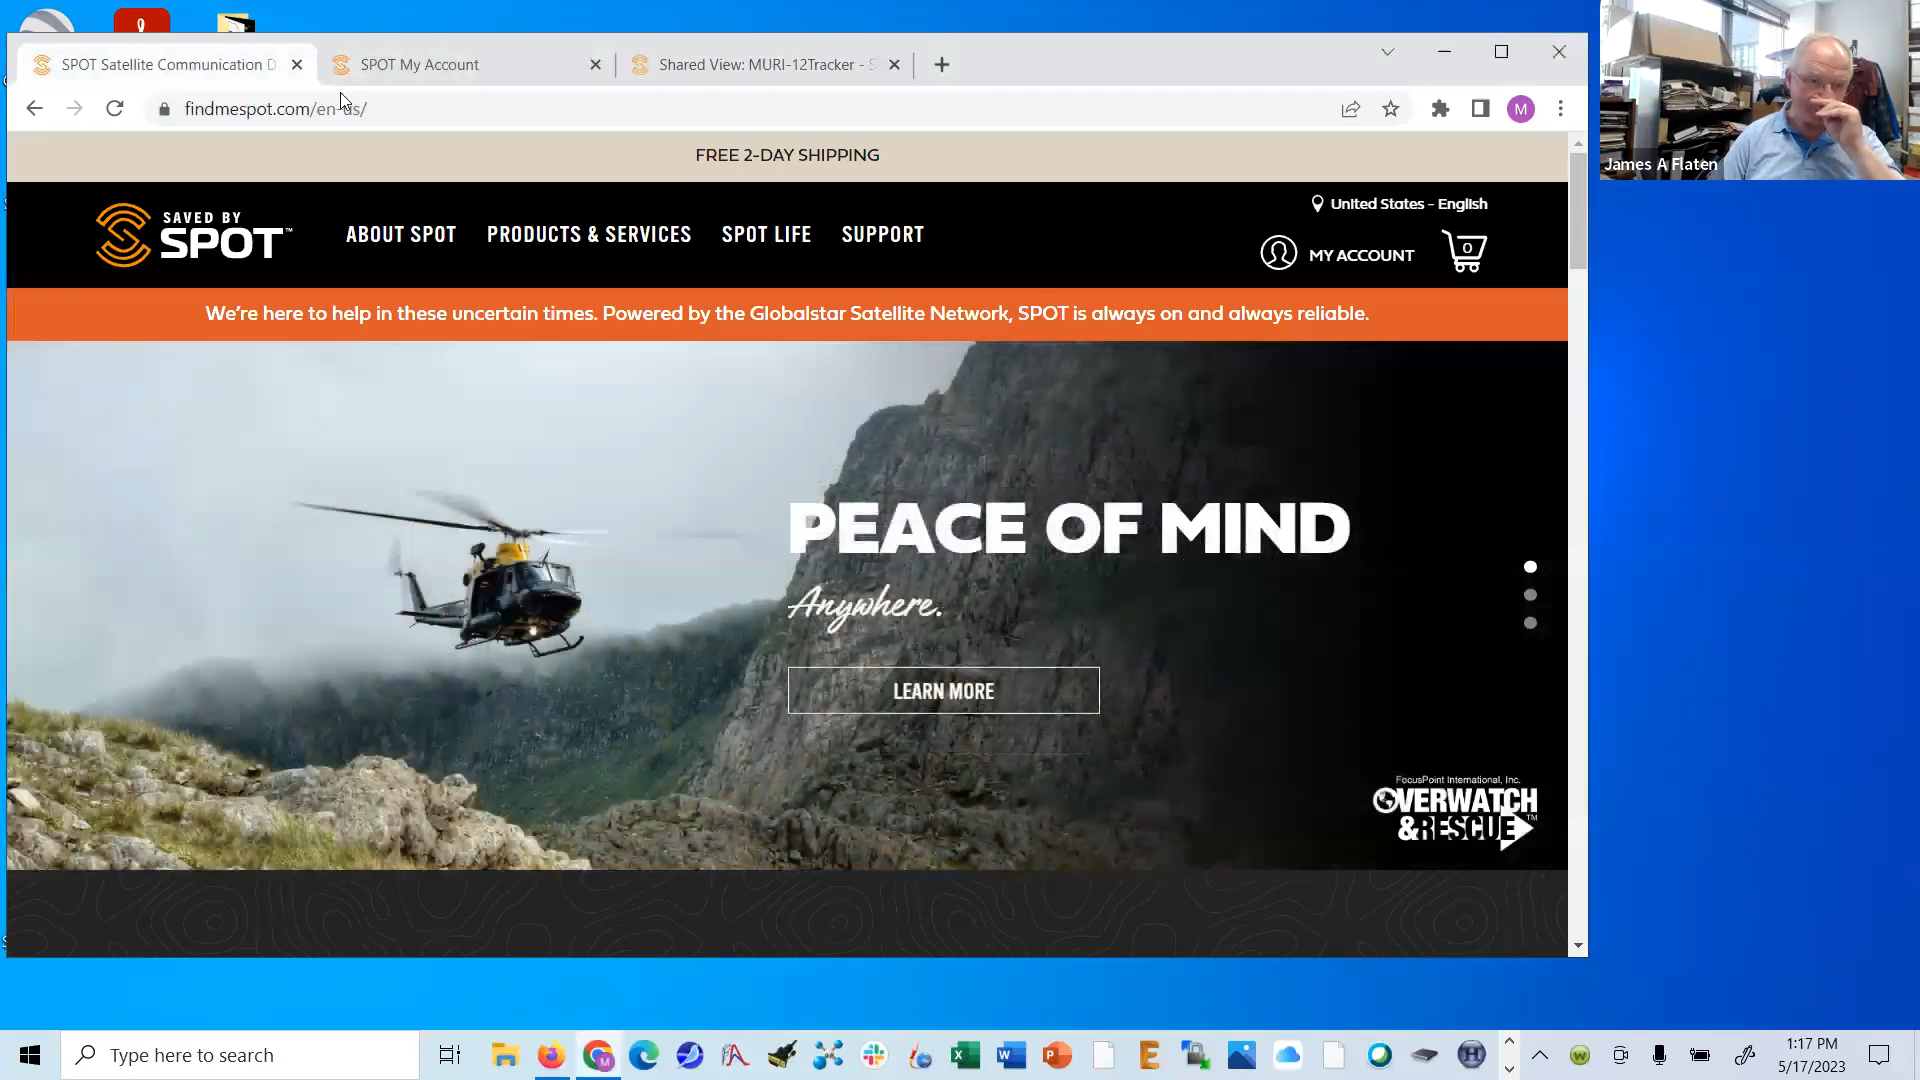 SPOT Satellite Communication D
SPOT My Account
Shared View: MURI-12Tracker - S
findmespot.com/en-us/
M
James A Flaten
FREE 2-DAY SHIPPING
United States - English
SAVED BY
SPOT™
ABOUT SPOT
PRODUCTS & SERVICES
SPOT LIFE
SUPPORT
MY ACCOUNT
0
We're here to help in these uncertain times. Powered by the Globalstar Satellite Network, SPOT is always on and always reliable.
PEACE OF MIND
Anywhere.
LEARN MORE
FocusPoint International, Inc.
OVERWATCH
&RESCUE™
Type here to search
1:17 PM
5/17/2023